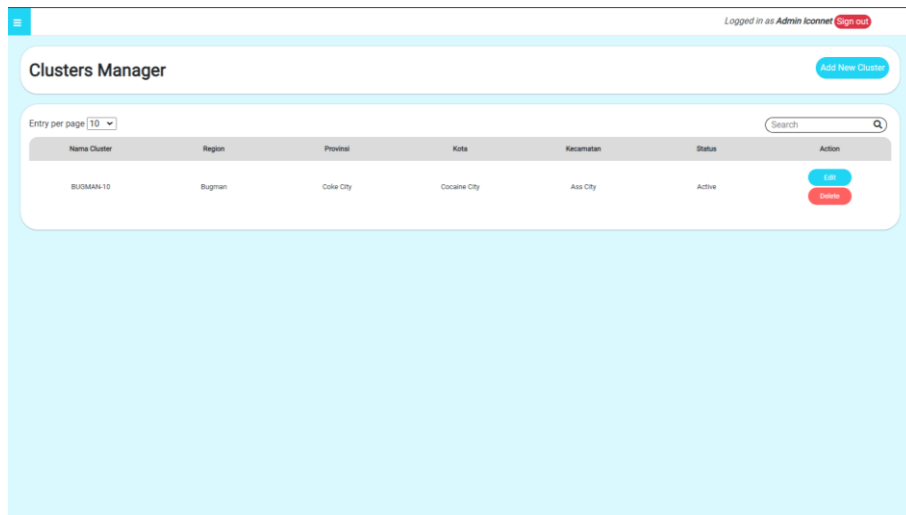 Logged in as Admin Iconnet Sign out
Clusters Manager
Add New Cluster
Entry per page 10
Search
Nama Cluster Region Provinsi Kota Kecamatan Status Action
BUGMAN-10 Bugman Coke City Cocaine City Ass City Active Edit
Delete